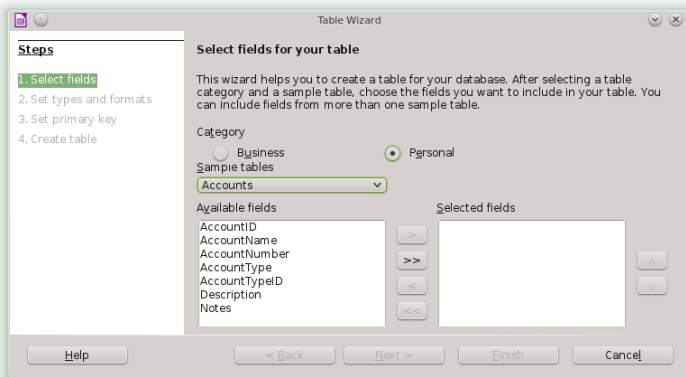 Table Wizard
Steps
1. Select fields
2. Set types and formats
3. Set primary key
4. Create table
Select fields for your table
This wizard helps you to create a table for your database. After selecting a table
category and a sample table, choose the fields you want to include in your table. You
can include fields from more than one sample table.
Category
Business
Personal
Sample tables
Accounts
Available fields
Selected fields
AccountID
AccountName
AccountNumber
AccountType
AccountTypeID
Description
Notes
>
>>
<
<<
Help
< Back
Next >
Finish
Cancel